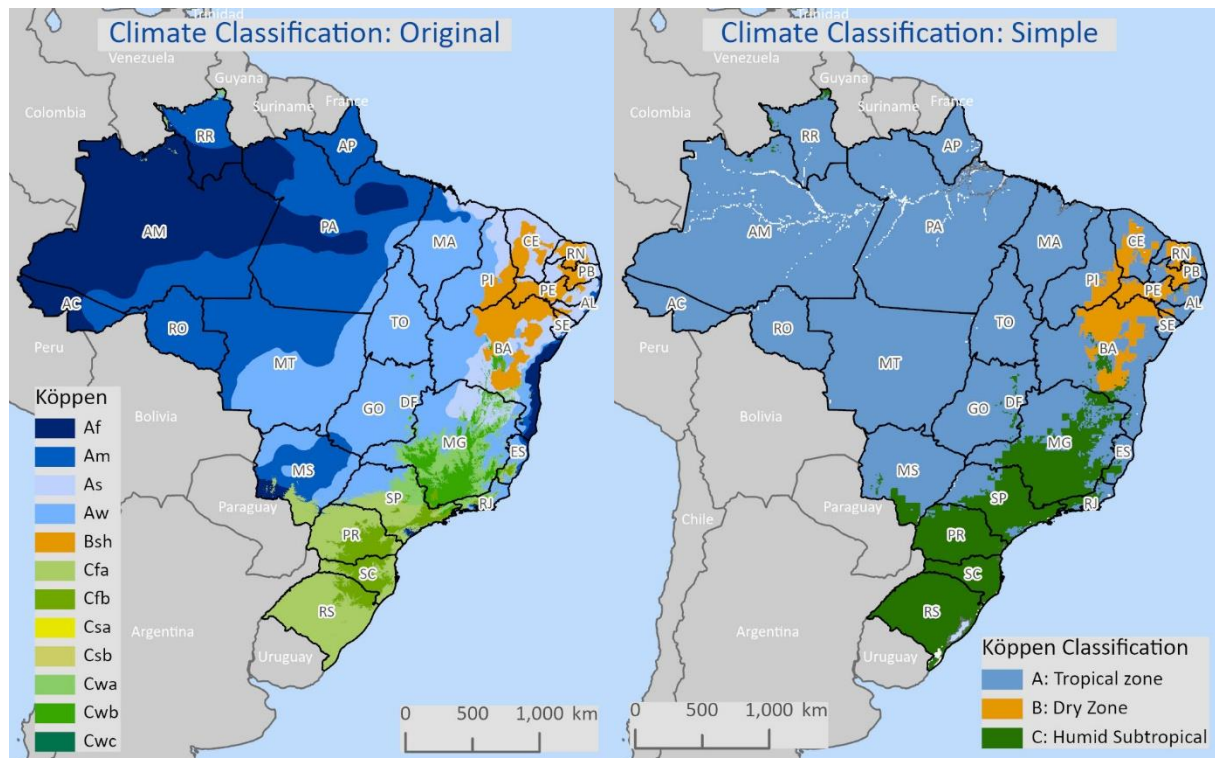 Climate Classification: Original
Trinidad
Venezuela
Guyana
Suriname
France
Colombia
RR
AP
AM
PA
MA
CE
RN
PB
PI
PE
AL
AC
SE
RO
TO
BA
Peru
MT
DF
GO
Bolivia
MG
ES
MS
SP
RJ
Paraguay
PR
SC
RS
Argentina
Uruguay
Köppen
Af
Am
As
Aw
Bsh
Cfa
Cfb
Csa
Csb
Cwa
Cwb
Cwc
0 500 1,000 km
Climate Classification: Simple
Trinidad
Venezuela
Guyana
Suriname
France
Colombia
RR
AP
AM
PA
MA
CE
RN
PB
PI
PE
AL
AC
SE
RO
TO
BA
Peru
MT
DF
GO
Bolivia
MG
ES
MS
SP
RJ
Paraguay
Chile
PR
SC
RS
Argentina
Uruguay
Köppen Classification
A: Tropical zone
B: Dry Zone
C: Humid Subtropical
0 500 1,000 km